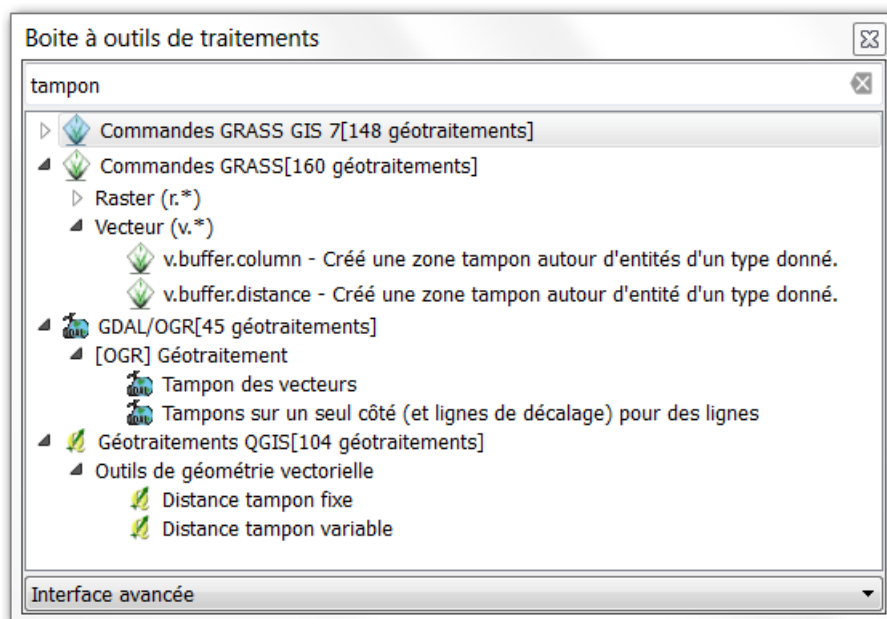 Boite à outils de traitements
tampon
Commandes GRASS GIS 7[148 géotraitements]
Commandes GRASS[160 géotraitements]
Raster (r.*)
Vecteur (v.*)
v.buffer.column - Créé une zone tampon autour d'entités d'un type donné.
v.buffer.distance - Créé une zone tampon autour d'entité d'un type donné.
GDAL/OGR[45 géotraitements]
[OGR] Géotraitement
Tampon des vecteurs
Tampons sur un seul côté (et lignes de décalage) pour des lignes
Géotraitements QGIS[104 géotraitements]
Outils de géométrie vectorielle
Distance tampon fixe
Distance tampon variable
Interface avancée